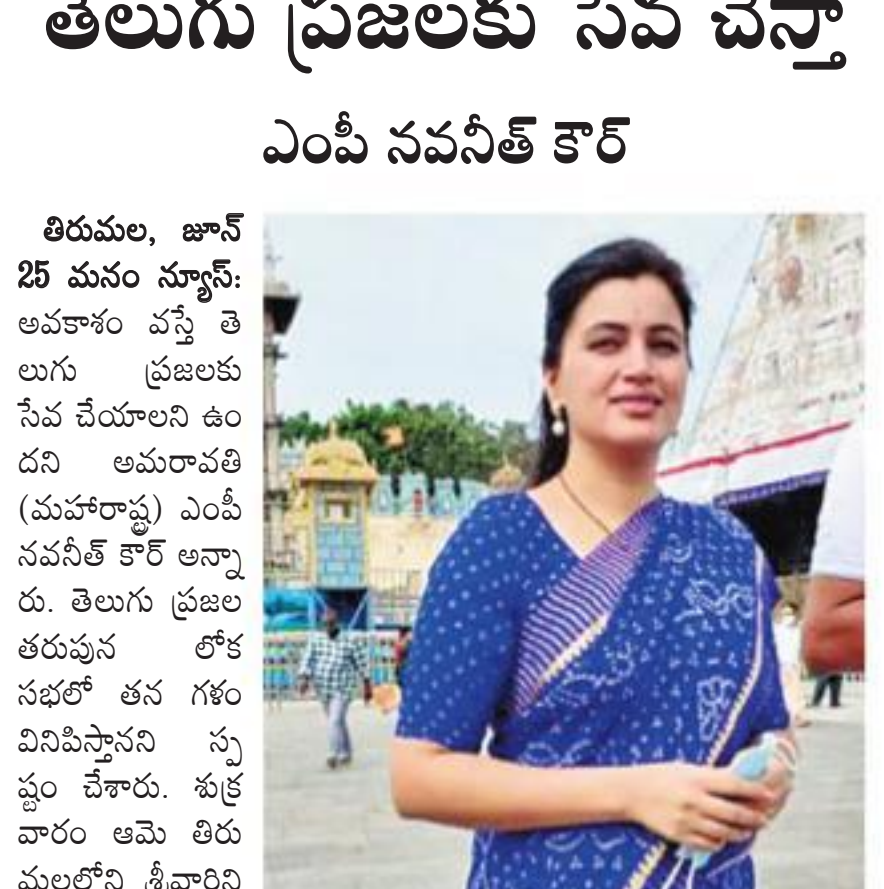 తెలుగు ప్రజలకు సేవ చేస్తా
ఎంపీ నవనీత్ కౌర్
తిరుమల, జూన్
25 మనం న్యూస్:
అవకాశం వస్తే తె
లుగు ప్రజలకు
సేవ చేయాలని ఉం
దని అమరావతి
(మహారాష్ట్ర) ఎంపీ
నవనీత్ కౌర్ అన్నా
రు. తెలుగు ప్రజల
తరుపున లోక
సభలో తన గళం
వినిపిస్తానని స్ప
ష్టం చేశారు. శుక్ర
వారం ఆమె తిరు
మలలోని శ్రీవారిని